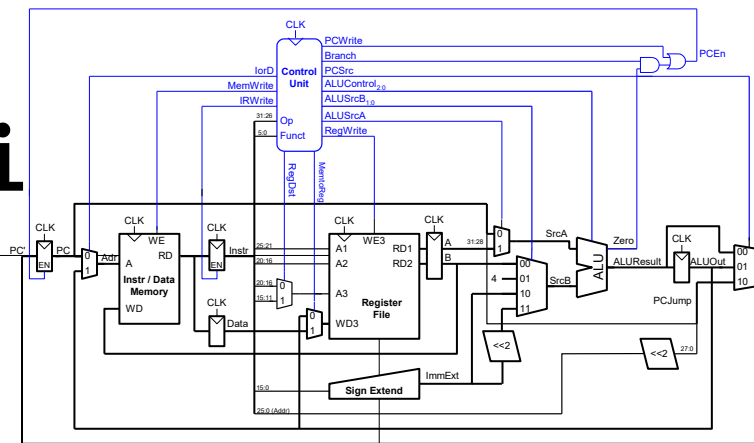 CLK
PCWrite
Branch
PCSrc
ALUControl2:0
ALUSrcB1:0
ALUSrcA
RegWrite
PCEn
IorD
MemWrite
IRWrite
Control
Unit
31:26
Op
5:0
Funct
RegDst
MemtoReg
i
CLK
PC'
EN
PC
0
1
Adr
CLK
WE
RD
A
Instr / Data
Memory
WD
CLK
EN
Instr
CLK
Data
25:21
20:16
20:16
15:11
0
1
0
1
CLK
WE3
A1
RD1
A2
RD2
A3
Register
File
WD3
CLK
A
B
31:28
0
1
SrcA
4
00
01
10
11
SrcB
<<2
ALU
Zero
ALUResult
CLK
ALUOut
PCJump
00
01
10
<<2
27:0
ImmExt
15:0
Sign Extend
25:0 (Addr)